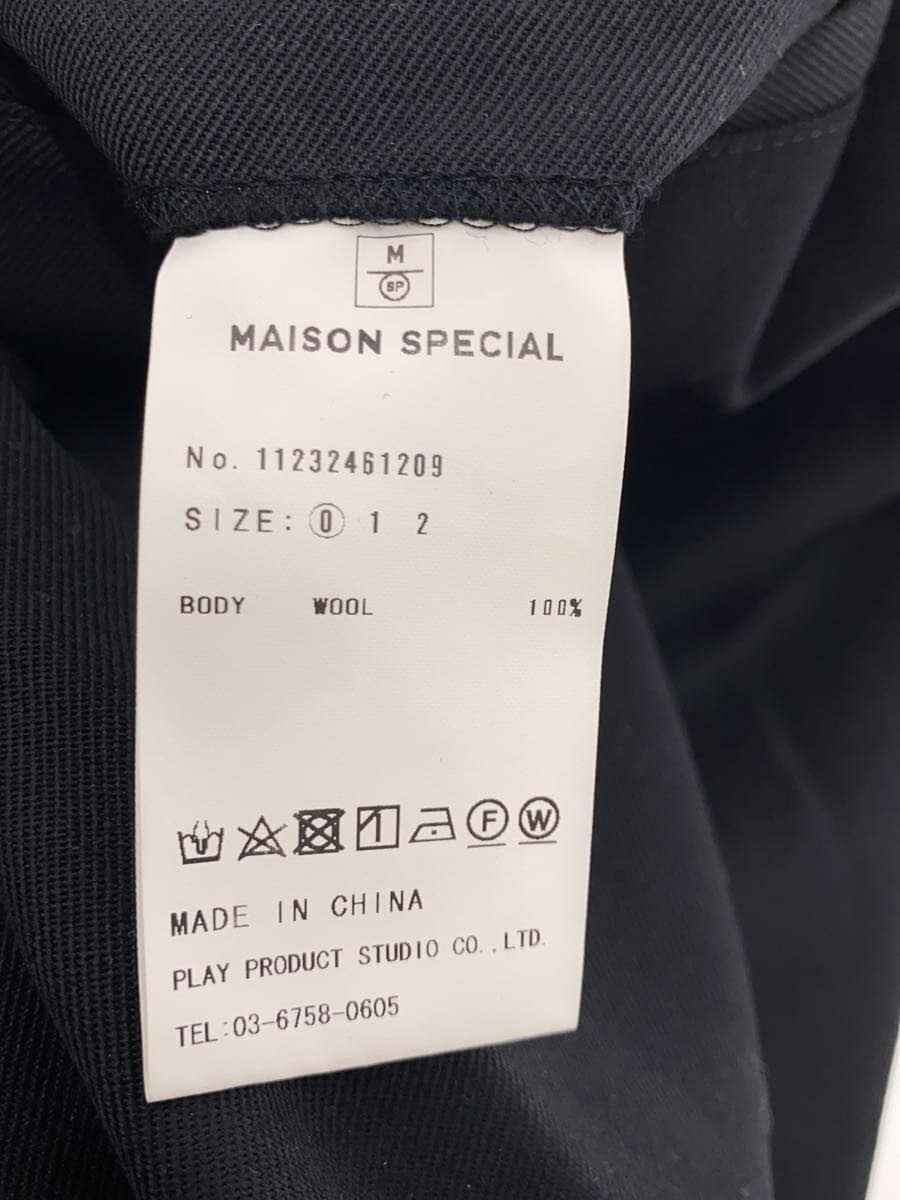 M
SP
MAISON SPECIAL
No. 11232461209
SIZE: 0 1 2
BODY WOOL 100%
F W
MADE IN CHINA
PLAY PRODUCT STUDIO CO.,LTD.
TEL:03-6758-0605